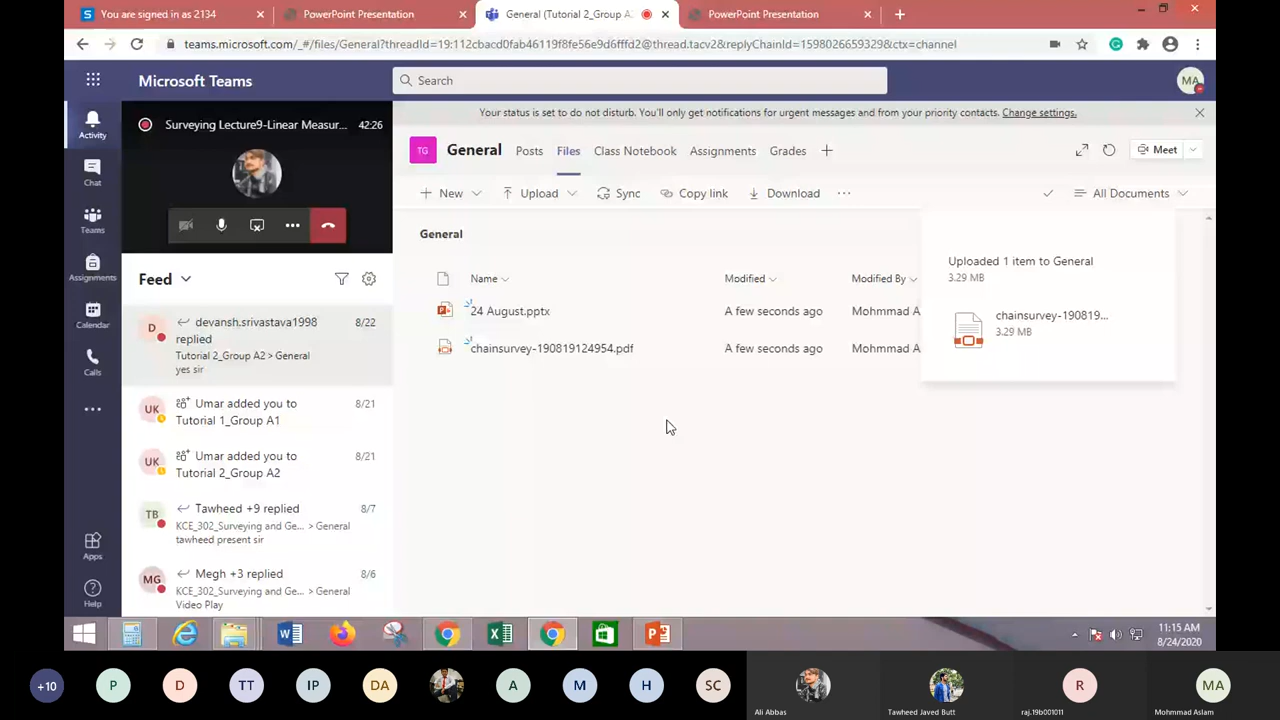 You are signed in as 2134
PowerPoint Presentation
General (Tutorial 2_Group A2
PowerPoint Presentation
teams.microsoft.com/_#/files/General?threadId=19:112cbacd0fab46119f8fe56e9d6fffd2@thread.tacv2&replyChainId=1598026659329&ctx=channel
Microsoft Teams
Search
MA
Your status is set to do not disturb. You'll only get notifications for urgent messages and from your priority contacts. Change settings.
Activity
Chat
Teams
Assignments
Calendar
Calls
Apps
Help
Surveying Lecture9-Linear Measur... 42:26
Feed
D
devansh.srivastava1998 8/22
replied
Tutorial 2_Group A2 > General
yes sir
UK
Umar added you to 8/21
Tutorial 1_Group A1
UK
Umar added you to 8/21
Tutorial 2_Group A2
TB
Tawheed +9 replied 8/7
KCE_302_Surveying and Ge... > General
tawheed present sir
MG
Megh +3 replied 8/6
KCE_302_Surveying and Ge... > General
Video Play
TG General Posts Files Class Notebook Assignments Grades Meet
New Upload Sync Copy link Download All Documents
General
Name Modified Modified By
24 August.pptx A few seconds ago Mohmmad A
chainsurvey-190819124954.pdf A few seconds ago Mohmmad A
Uploaded 1 item to General
3.29 MB
chainsurvey-190819...
3.29 MB
11:15 AM
8/24/2020
+10 P D TT IP DA A M H SC R MA
Ali Abbas Tawheed Javed Butt raj.19b001011 Mohmmad Aslam